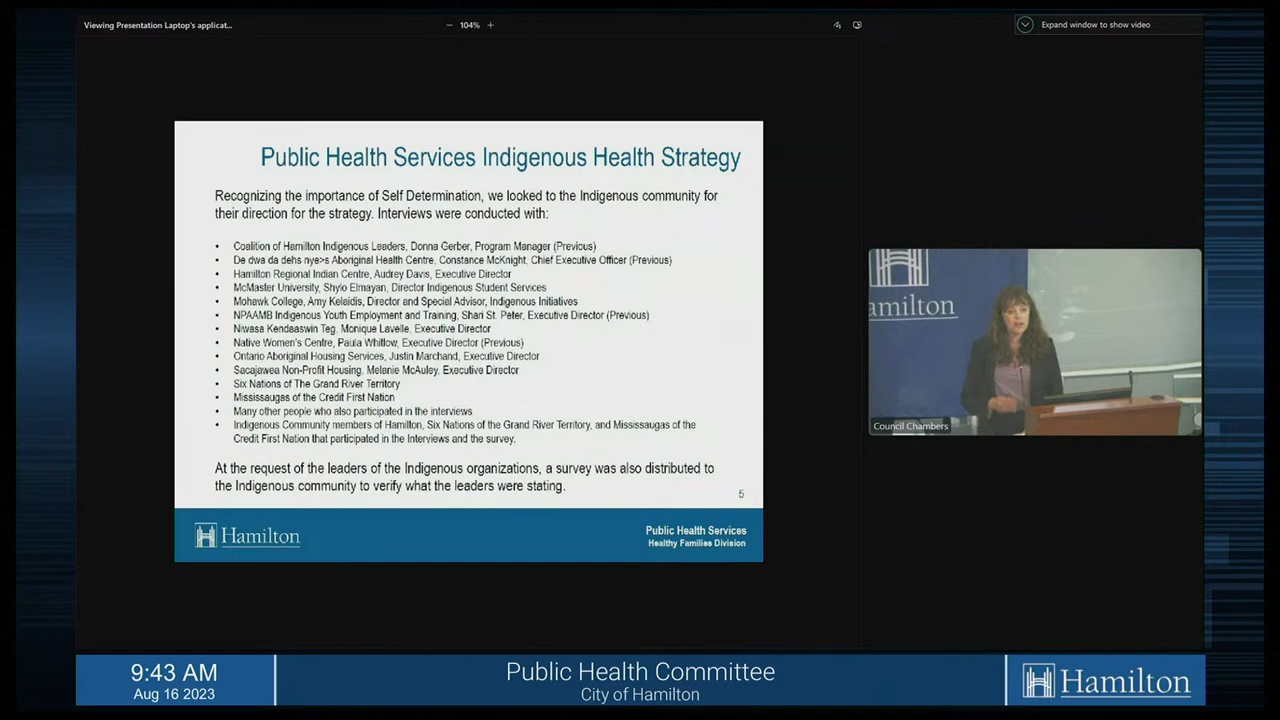 Viewing Presentation Laptop's applicat...
− 104% +
Expand window to show video
Public Health Services Indigenous Health Strategy
Recognizing the importance of Self Determination, we looked to the Indigenous community for
their direction for the strategy. Interviews were conducted with:
• Coalition of Hamilton Indigenous Leaders, Donna Gerber, Program Manager (Previous)
• De dwa da dehs nye>s Aboriginal Health Centre, Constance McKnight, Chief Executive Officer (Previous)
• Hamilton Regional Indian Centre, Audrey Davis, Executive Director
• McMaster University, Shylo Elmayan, Director Indigenous Student Services
• Mohawk College, Amy Kelaidis, Director and Special Advisor, Indigenous Initiatives
• NPAAMB Indigenous Youth Employment and Training, Shari St. Peter, Executive Director (Previous)
• Niwasa Kendaaswin Teg, Monique Lavelle, Executive Director
• Native Women's Centre, Paula Whitlow, Executive Director (Previous)
• Ontario Aboriginal Housing Services, Justin Marchand, Executive Director
• Sacajawea Non-Profit Housing, Melanie McAuley, Executive Director
• Six Nations of The Grand River Territory
• Mississaugas of the Credit First Nation
• Many other people who also participated in the interviews
• Indigenous Community members of Hamilton, Six Nations of the Grand River Territory, and Mississaugas of the
Credit First Nation that participated in the Interviews and the survey.
At the request of the leaders of the Indigenous organizations, a survey was also distributed to
the Indigenous community to verify what the leaders were stating.
5
Hamilton
Public Health Services
Healthy Families Division
amilton
Council Chambers
9:43 AM
Aug 16 2023
Public Health Committee
City of Hamilton
Hamilton